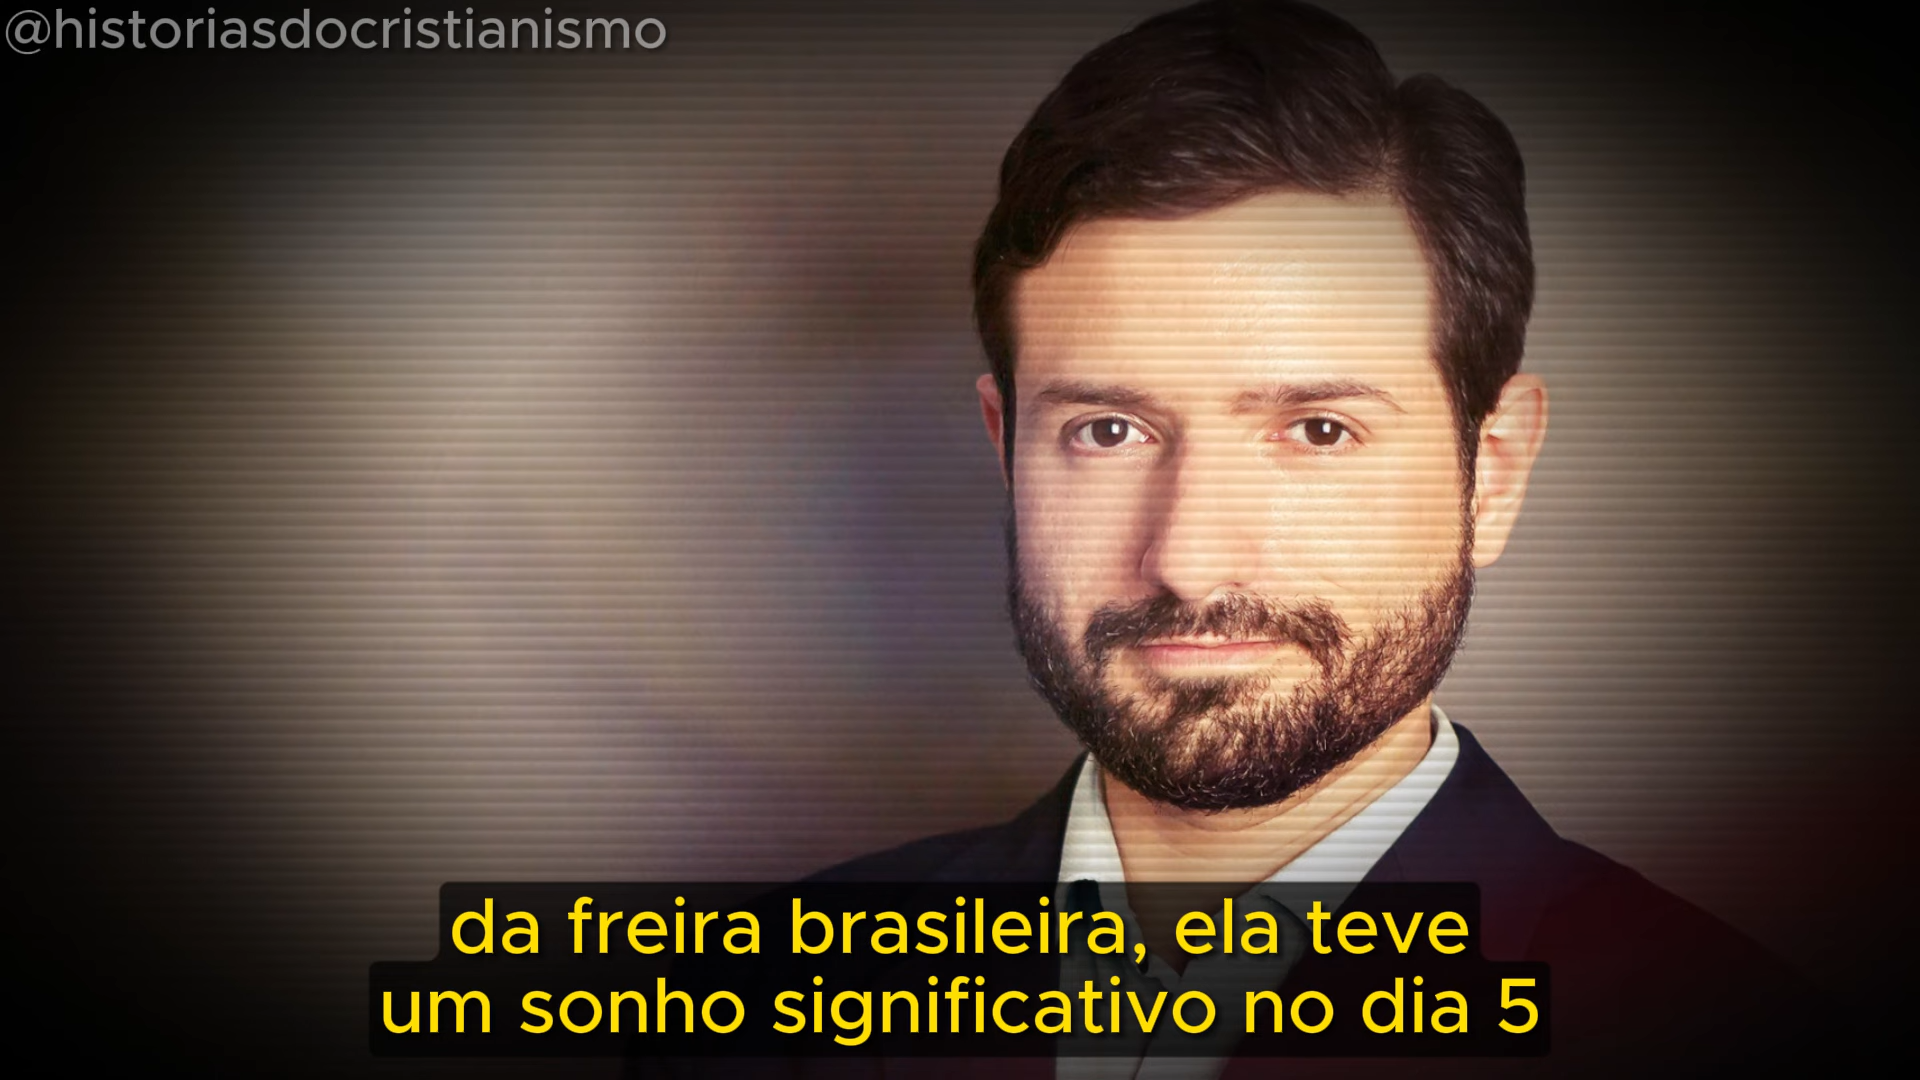 @historiasdocristianismo
da freira brasileira, ela teve
um sonho significativo no dia 5